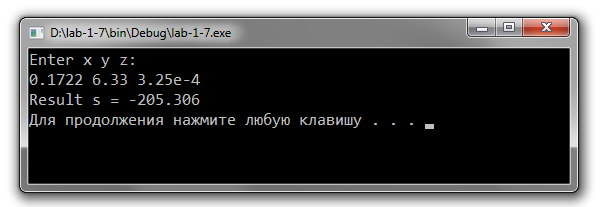 D:\lab-1-7\bin\Debug\lab-1-7.exe
Enter x y z:
0.1722 6.33 3.25e-4
Result s = -205.306
Для продолжения нажмите любую клавишу . . .